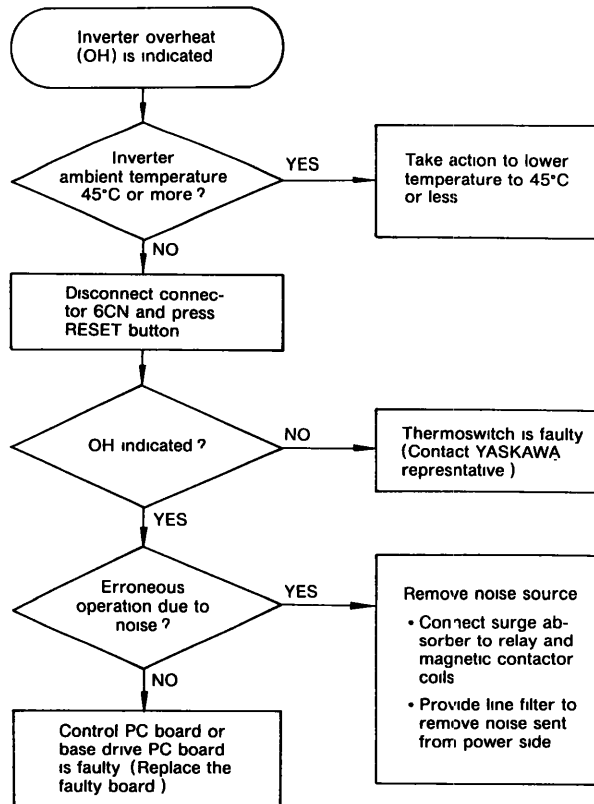 Inverter overheat
(OH) is indicated
Inverter
ambient temperature
45°C or more?
YES
Take action to lower
temperature to 45°C
or less
NO
Disconnect connec-
tor 6CN and press
RESET button
OH indicated?
NO
Thermoswitch is faulty
(Contact YASKAWA
represntative)
YES
Erroneous
operation due to
noise?
YES
Remove noise source
• Connect surge ab-
sorber to relay and
magnetic contactor
coils
• Provide line filter to
remove noise sent
from power side
NO
Control PC board or
base drive PC board
is faulty (Replace the
faulty board)